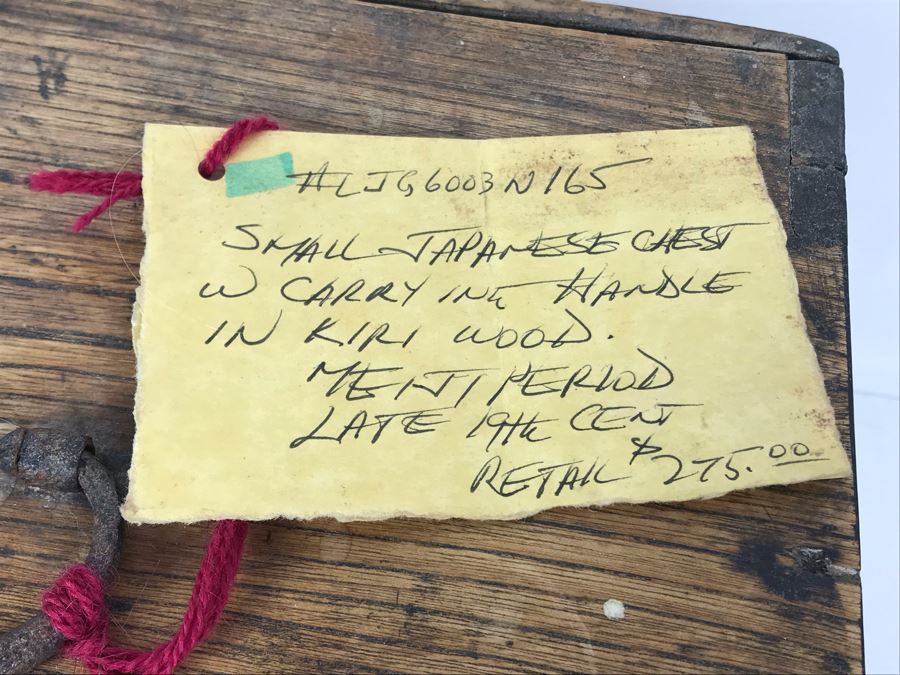 #LJG6003N165
SMALL JAPANESE CHEST
W CARRYING HANDLE
IN KIRI WOOD.
MEIJI PERIOD
LATE 19th CENT
RETAIL $275.00